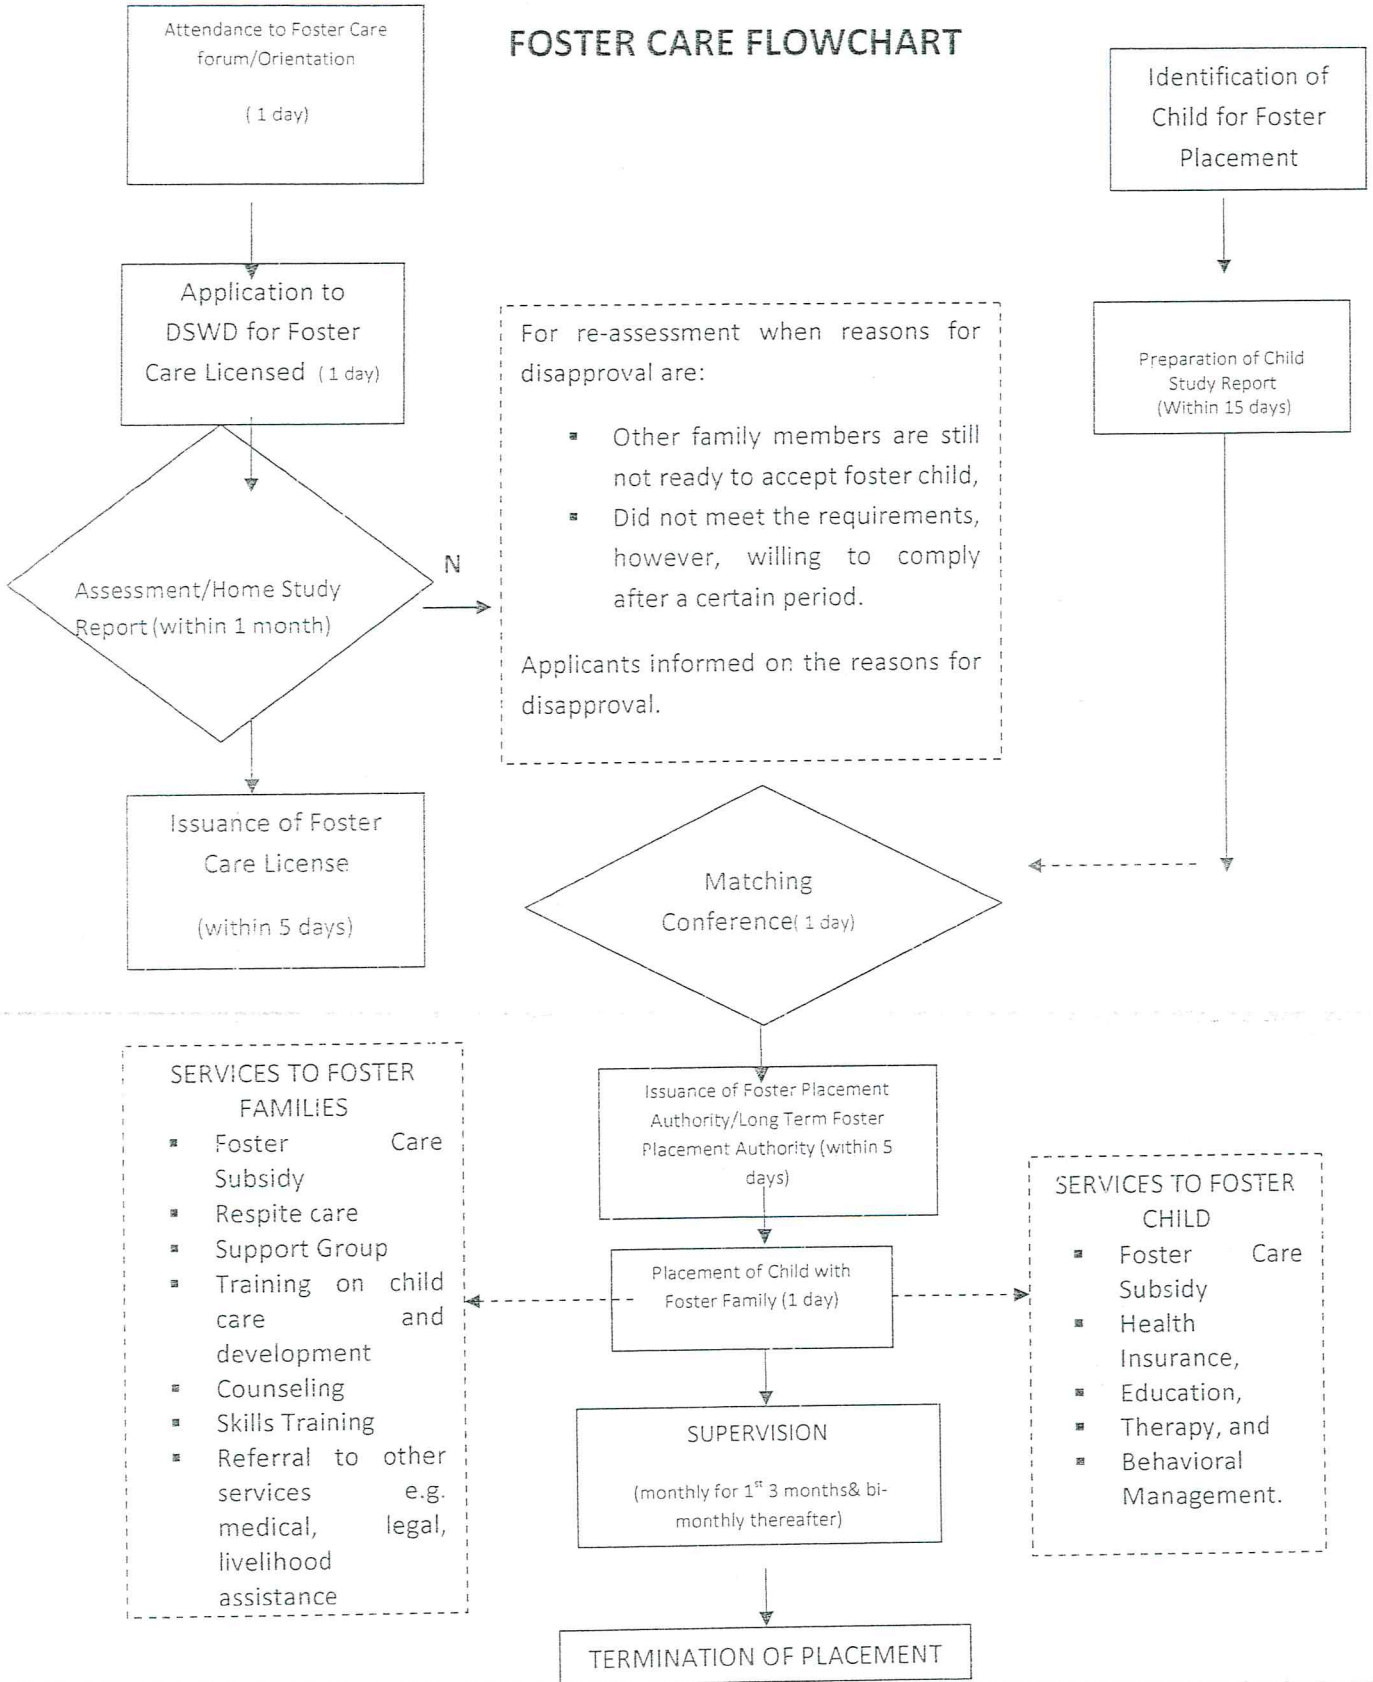 FOSTER CARE FLOWCHART
Attendance to Foster Care
forum/Orientation
( 1 day)
Identification of
Child for Foster
Placement
Application to
DSWD for Foster
Care Licensed ( 1 day)
For re-assessment when reasons for
disapproval are:
▪ Other family members are still
not ready to accept foster child,
▪ Did not meet the requirements,
however, willing to comply
after a certain period.
Applicants informed on the reasons for
disapproval.
Preparation of Child
Study Report
(Within 15 days)
N
Assessment/Home Study
Report (within 1 month)
Issuance of Foster
Care License
(within 5 days)
Matching
Conference( 1 day)
SERVICES TO FOSTER
FAMILIES
▪ Foster Care
Subsidy
▪ Respite care
▪ Support Group
▪ Training on child
care and
development
▪ Counseling
▪ Skills Training
▪ Referral to other
services e.g.
medical, legal,
livelihood
assistance
Issuance of Foster Placement
Authority/Long Term Foster
Placement Authority (within 5
days)
Placement of Child with
Foster Family (1 day)
SERVICES TO FOSTER
CHILD
▪ Foster Care
Subsidy
▪ Health
Insurance,
▪ Education,
▪ Therapy, and
▪ Behavioral
Management.
SUPERVISION
(monthly for 1st 3 months& bi-
monthly thereafter)
TERMINATION OF PLACEMENT